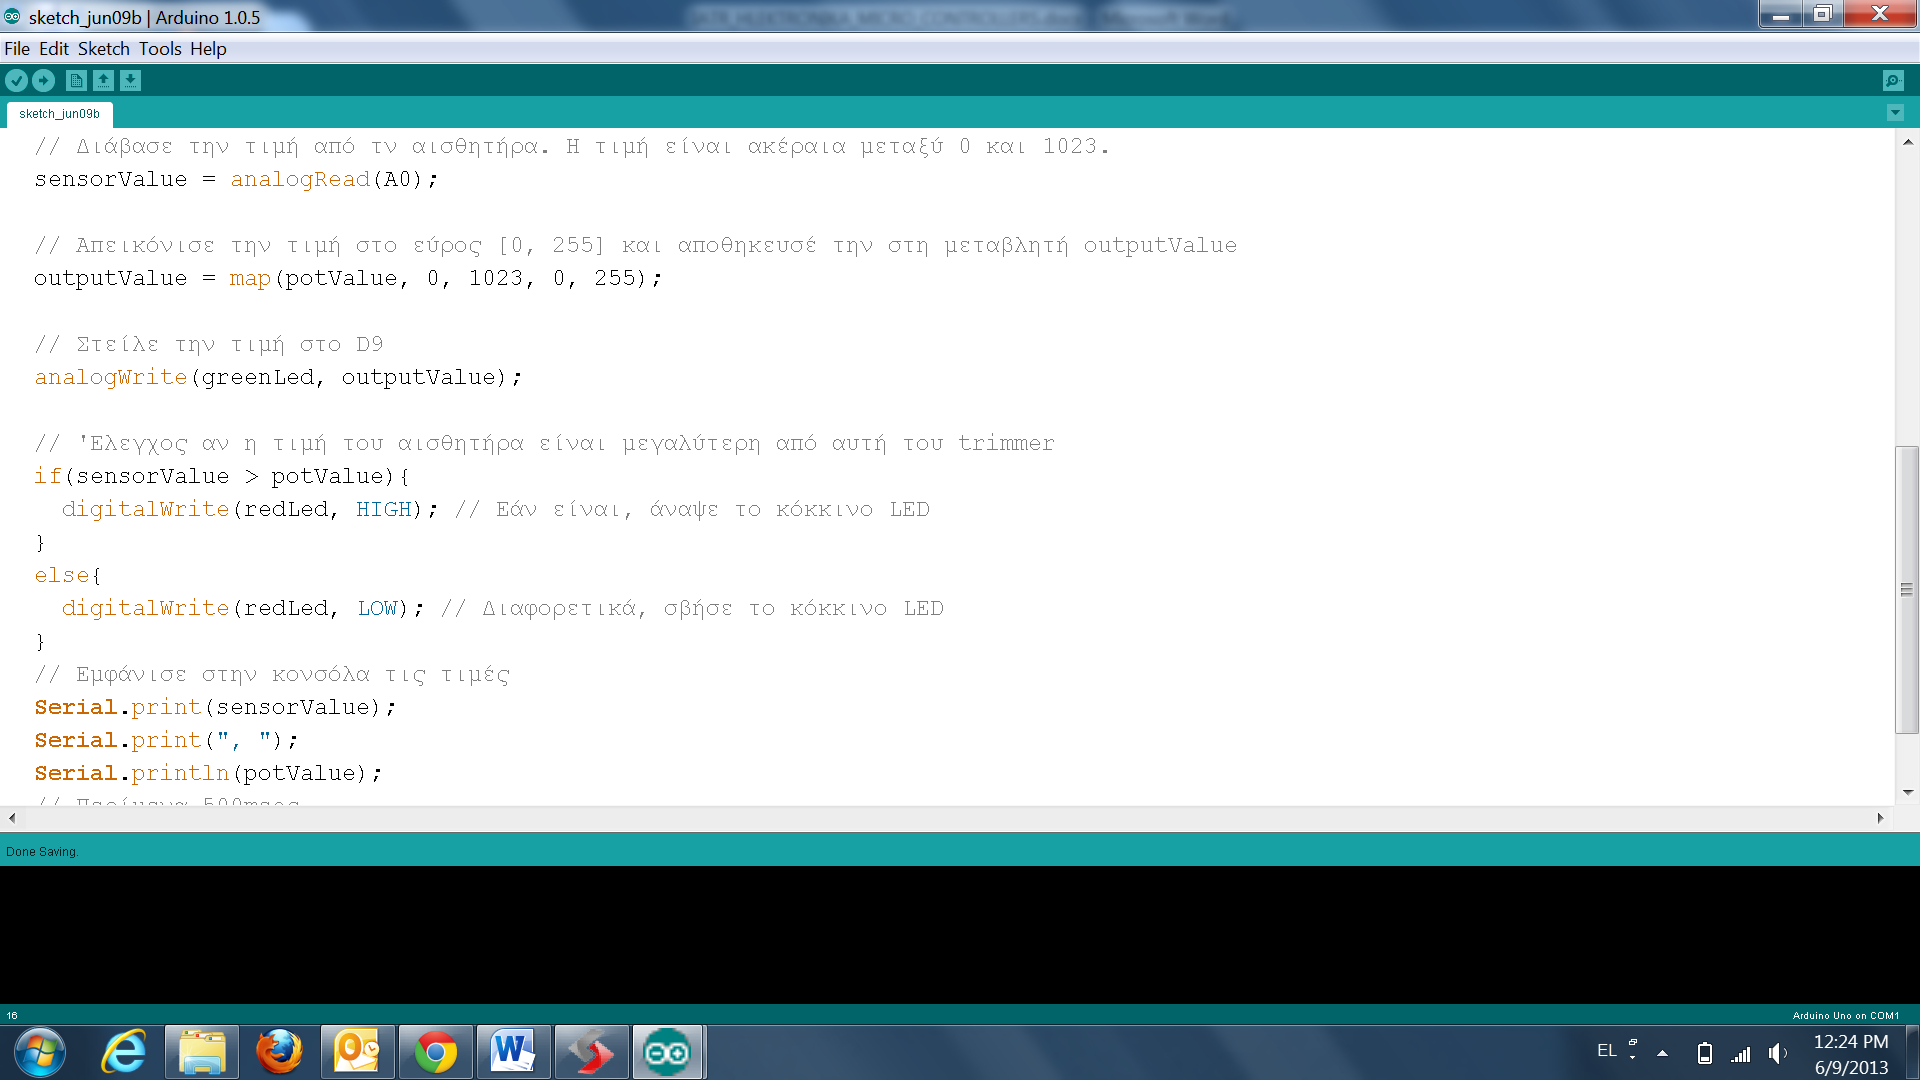 sketch_jun09b | Arduino 1.0.5
File Edit Sketch Tools Help
sketch_jun09b
// Διάβασε την τιμή από τν αισθητήρα. Η τιμή είναι ακέραια μεταξύ 0 και 1023.
sensorValue = analogRead(A0);
// Απεικόνισε την τιμή στο εύρος [0, 255] και αποθηκευσέ την στη μεταβλητή outputValue
outputValue = map(potValue, 0, 1023, 0, 255);
// Στείλε την τιμή στο D9
analogWrite(greenLed, outputValue);
// 'Ελεγχος αν η τιμή του αισθητήρα είναι μεγαλύτερη από αυτή του trimmer
if(sensorValue > potValue){
digitalWrite(redLed, HIGH); // Εάν είναι, άναψε το κόκκινο LED
}
else{
digitalWrite(redLed, LOW); // Διαφορετικά, σβήσε το κόκκινο LED
}
// Εμφάνισε στην κονσόλα τις τιμές
Serial.print(sensorValue);
Serial.print(", ");
Serial.println(potValue);
// Περίμενα 500msec
Done Saving.
16
Arduino Uno on COM1
EL
12:24 PM
6/9/2013